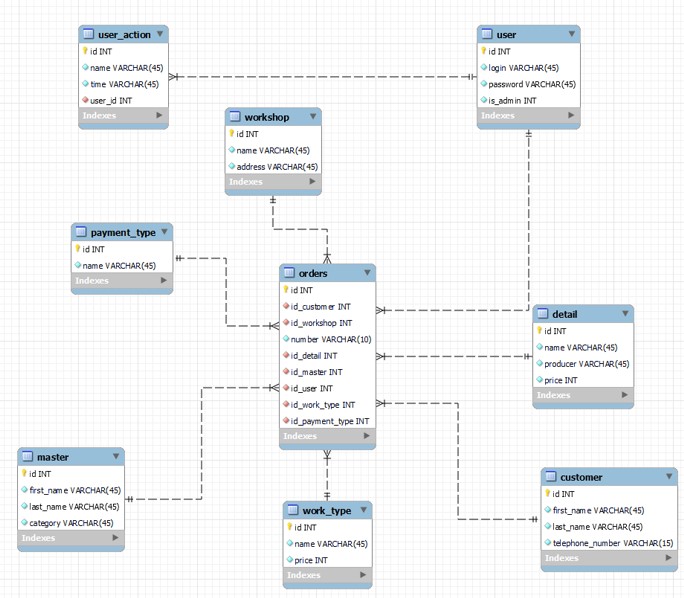 user_action
id INT
name VARCHAR(45)
time VARCHAR(45)
user_id INT
Indexes
user
id INT
login VARCHAR(45)
password VARCHAR(45)
is_admin INT
Indexes
workshop
id INT
name VARCHAR(45)
address VARCHAR(45)
Indexes
payment_type
id INT
name VARCHAR(45)
Indexes
orders
id INT
id_customer INT
id_workshop INT
number VARCHAR(10)
id_detail INT
id_master INT
id_user INT
id_work_type INT
id_payment_type INT
Indexes
detail
id INT
name VARCHAR(45)
producer VARCHAR(45)
price INT
Indexes
master
id INT
first_name VARCHAR(45)
last_name VARCHAR(45)
category VARCHAR(45)
Indexes
work_type
id INT
name VARCHAR(45)
price INT
Indexes
customer
id INT
first_name VARCHAR(45)
last_name VARCHAR(45)
telephone_number VARCHAR(15)
Indexes